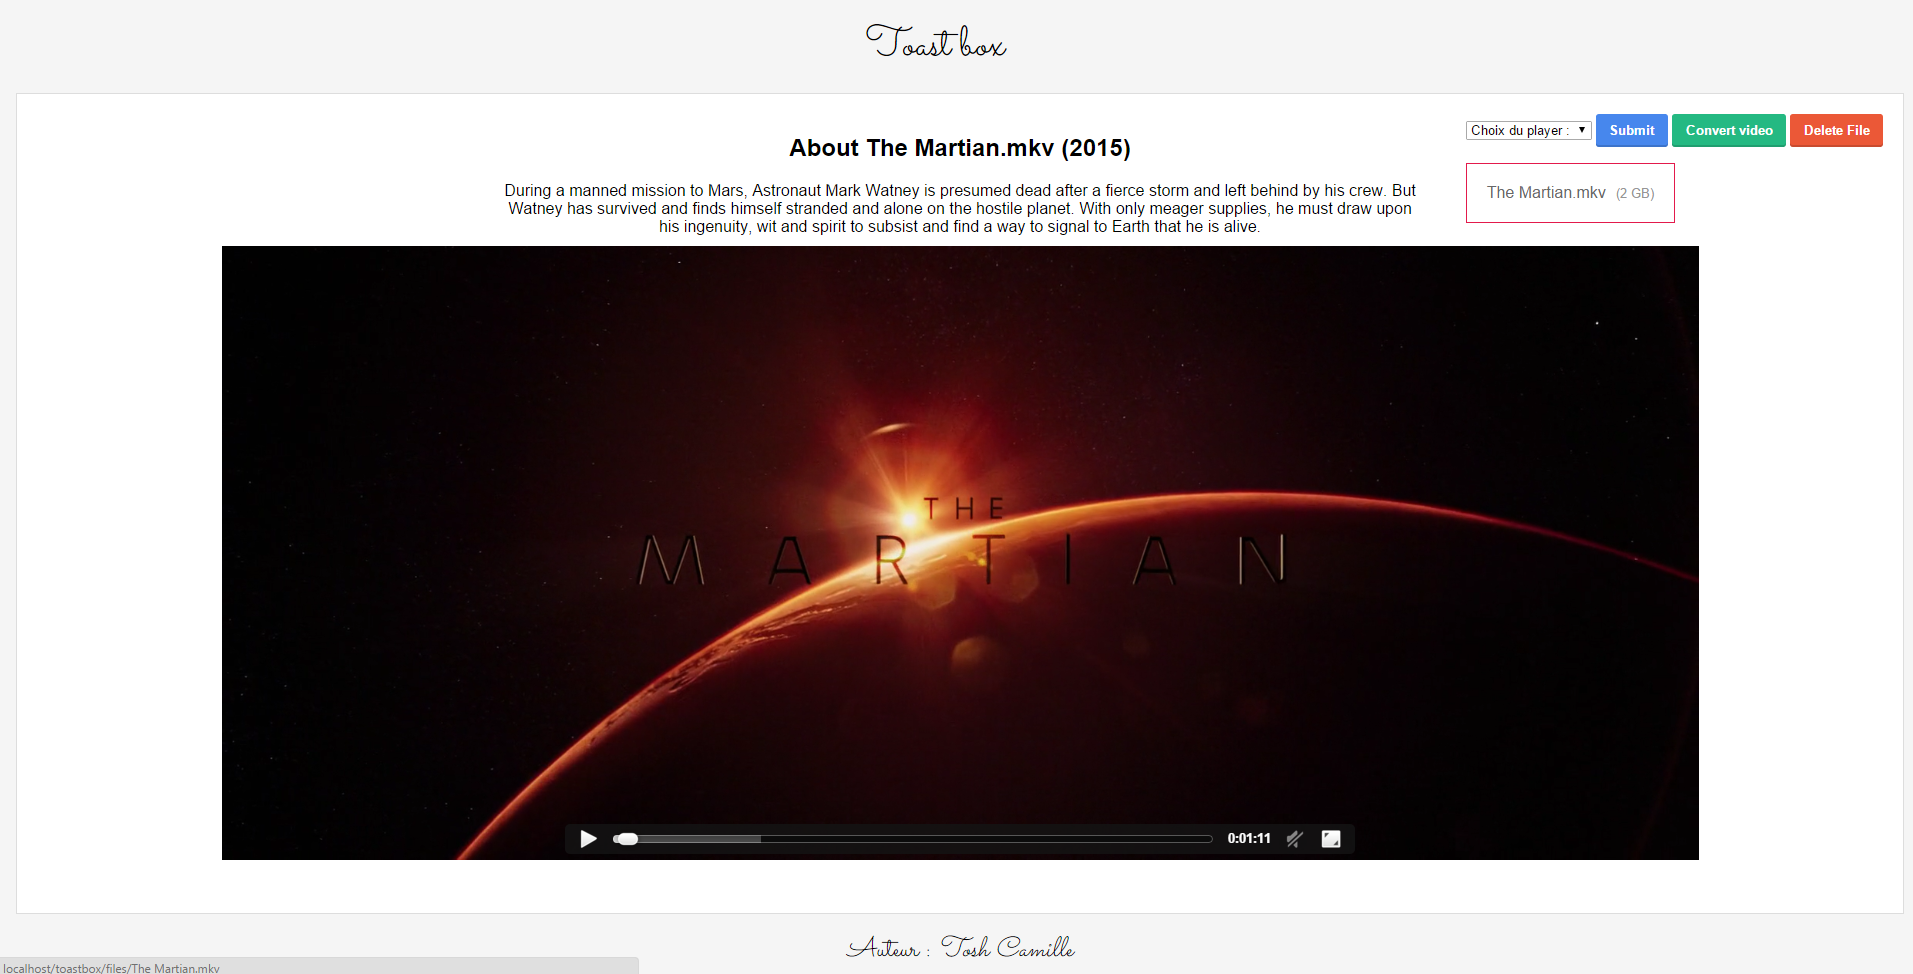 Toast box
Choix du player :
Submit
Convert video
Delete File
About The Martian.mkv (2015)
The Martian.mkv (2 GB)
During a manned mission to Mars, Astronaut Mark Watney is presumed dead after a fierce storm and left behind by his crew. But
Watney has survived and finds himself stranded and alone on the hostile planet. With only meager supplies, he must draw upon
his ingenuity, wit and spirit to subsist and find a way to signal to Earth that he is alive.
THE
MARTIAN
0:01:11
Auteur : Tosh Camille
localhost/toastbox/files/The Martian.mkv